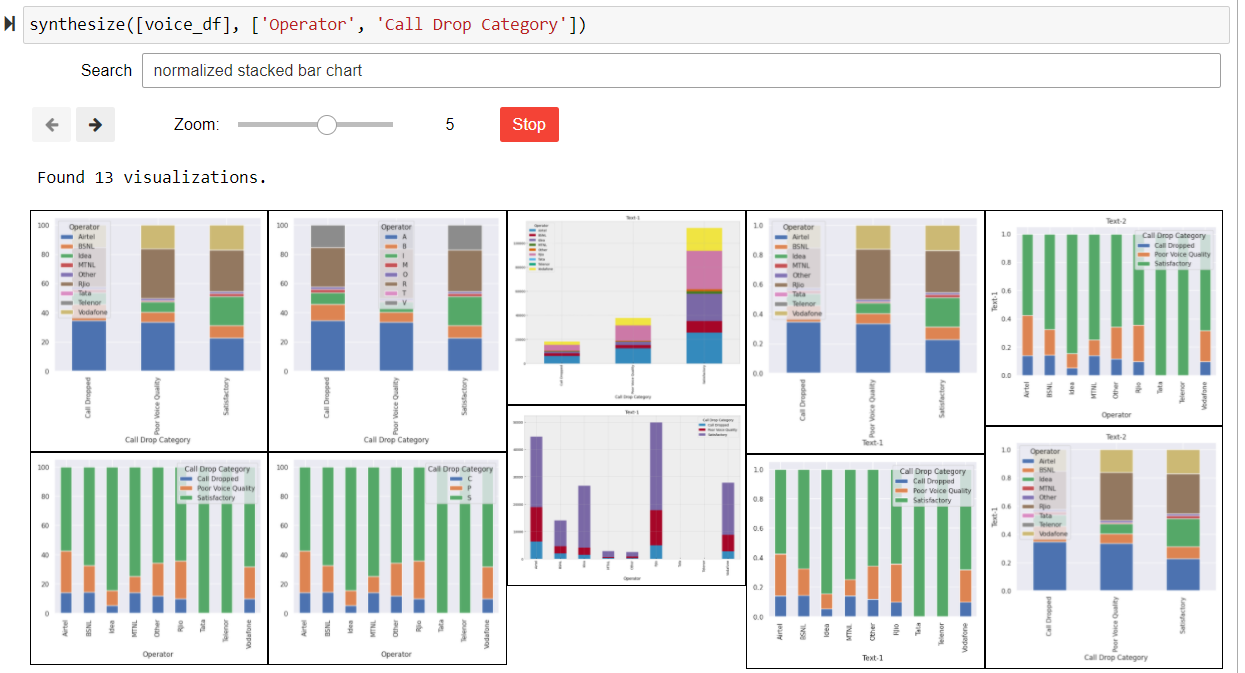 synthesize([voice_df], ['Operator', 'Call Drop Category'])
Search normalized stacked bar chart
Zoom: 5 Stop
Found 13 visualizations.
100
80
60
40
20
0
Operator
Airtel
BSNL
Idea
MTNL
Other
RJio
Tata
Telenor
Vodafone
Call Dropped
Poor Voice Quality
Satisfactory
Call Drop Category
100
80
60
40
20
0
Call Drop Category
Call Dropped
Poor Voice Quality
Satisfactory
Airtel
BSNL
Idea
MTNL
Other
RJio
Tata
Telenor
Vodafone
Operator
100
80
60
40
20
0
Operator
A
B
I
M
O
R
T
V
Call Dropped
Poor Voice Quality
Satisfactory
Call Drop Category
100
80
60
40
20
0
Call Drop Category
C
P
S
Airtel
BSNL
Idea
MTNL
Other
RJio
Tata
Telenor
Vodafone
Operator
Text-1
Operator
Call Dropped
Poor Voice Quality
Satisfactory
Call Drop Category
Text-1
Call Drop Category
Call Dropped
Poor Voice Quality
Satisfactory
Operator
1.0
0.8
0.6
0.4
0.2
0.0
Operator
Airtel
BSNL
Idea
MTNL
Other
RJio
Tata
Telenor
Vodafone
Call Dropped
Poor Voice Quality
Satisfactory
Text-1
1.0
0.8
0.6
0.4
0.2
0.0
Call Drop Category
Call Dropped
Poor Voice Quality
Satisfactory
Airtel
BSNL
Idea
MTNL
Other
RJio
Tata
Telenor
Vodafone
Text-1
Text-2
Text-1
1.0
0.8
0.6
0.4
0.2
0.0
Call Drop Category
Call Dropped
Poor Voice Quality
Satisfactory
Airtel
BSNL
Idea
MTNL
Other
RJio
Tata
Telenor
Vodafone
Operator
Text-2
Text-1
1.0
0.8
0.6
0.4
0.2
0.0
Operator
Airtel
BSNL
Idea
MTNL
Other
RJio
Tata
Telenor
Vodafone
Call Dropped
Poor Voice Quality
Satisfactory
Call Drop Category